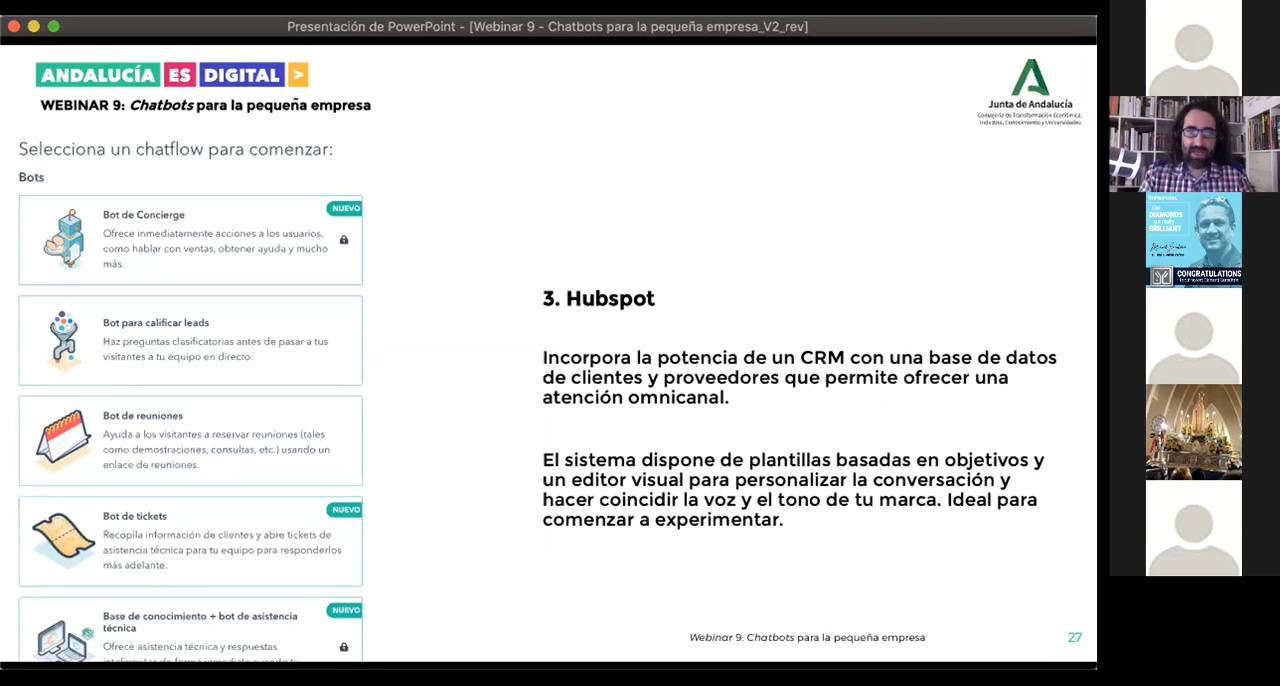 Presentación de PowerPoint - [Webinar 9 - Chatbots para la pequeña empresa_V2_rev]
ANDALUCÍA ES DIGITAL >
WEBINAR 9: Chatbots para la pequeña empresa
Junta de Andalucía
Consejería de Transformación Económica,
Industria, Conocimiento y Universidades
Selecciona un chatflow para comenzar:
Bots
NUEVO
Bot de Concierge
Ofrece inmediatamente acciones a los usuarios,
como hablar con ventas, obtener ayuda y mucho
más.
Bot para calificar leads
Haz preguntas clasificatorias antes de pasar a tus
visitantes a tu equipo en directo.
Bot de reuniones
Ayuda a los visitantes a reservar reuniones (tales
como demostraciones, consultas, etc.) usando un
enlace de reuniones.
NUEVO
Bot de tickets
Recopila información de clientes y abre tickets de
asistencia técnica para tu equipo para responderlos
más adelante.
NUEVO
Base de conocimiento + bot de asistencia
técnica
Ofrece asistencia técnica y respuestas
3. Hubspot
Incorpora la potencia de un CRM con una base de datos
de clientes y proveedores que permite ofrecer una
atención omnicanal.
El sistema dispone de plantillas basadas en objetivos y
un editor visual para personalizar la conversación y
hacer coincidir la voz y el tono de tu marca. Ideal para
comenzar a experimentar.
Webinar 9: Chatbots para la pequeña empresa
27
Our
DIAMONDS
are really
BRILLIANT
CONGRATULATIONS